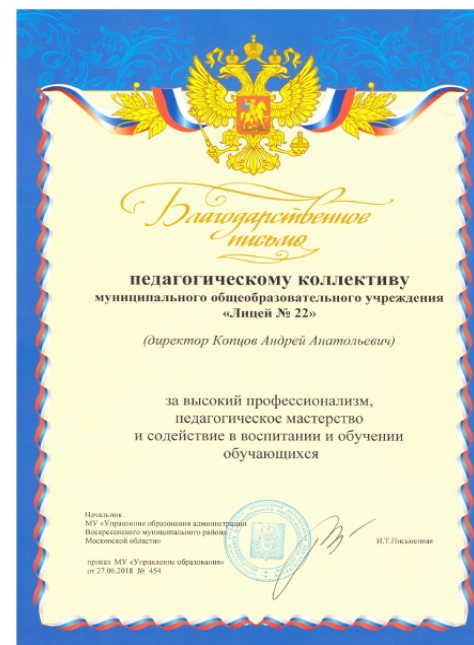 Благодарственное
письмо
педагогическому коллективу
муниципального общеобразовательного учреждения
«Лицей № 22»
(директор Копцов Андрей Анатольевич)
за высокий профессионализм,
педагогическое мастерство
и содействие в воспитании и обучении
обучающихся
Начальник
МУ «Управление образования администрации
Воскресенского муниципального района
Московской области»
И.Т.Письменная
приказ МУ «Управление образования»
от 27.06.2018 № 454